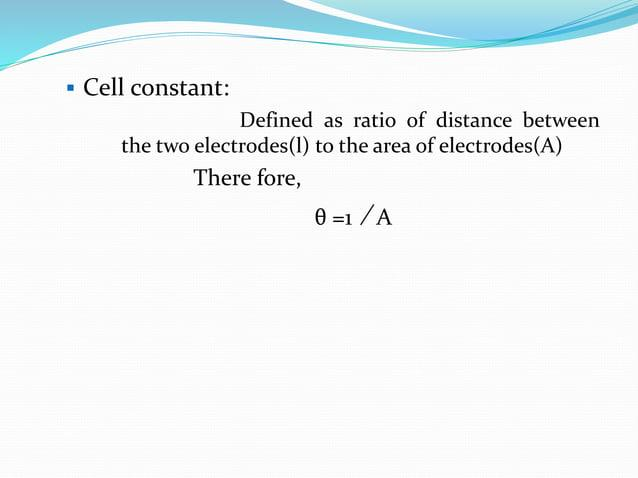 ▪ Cell constant:
Defined as ratio of distance between
the two electrodes(l) to the area of electrodes(A)
There fore,
θ =1 ∕ A